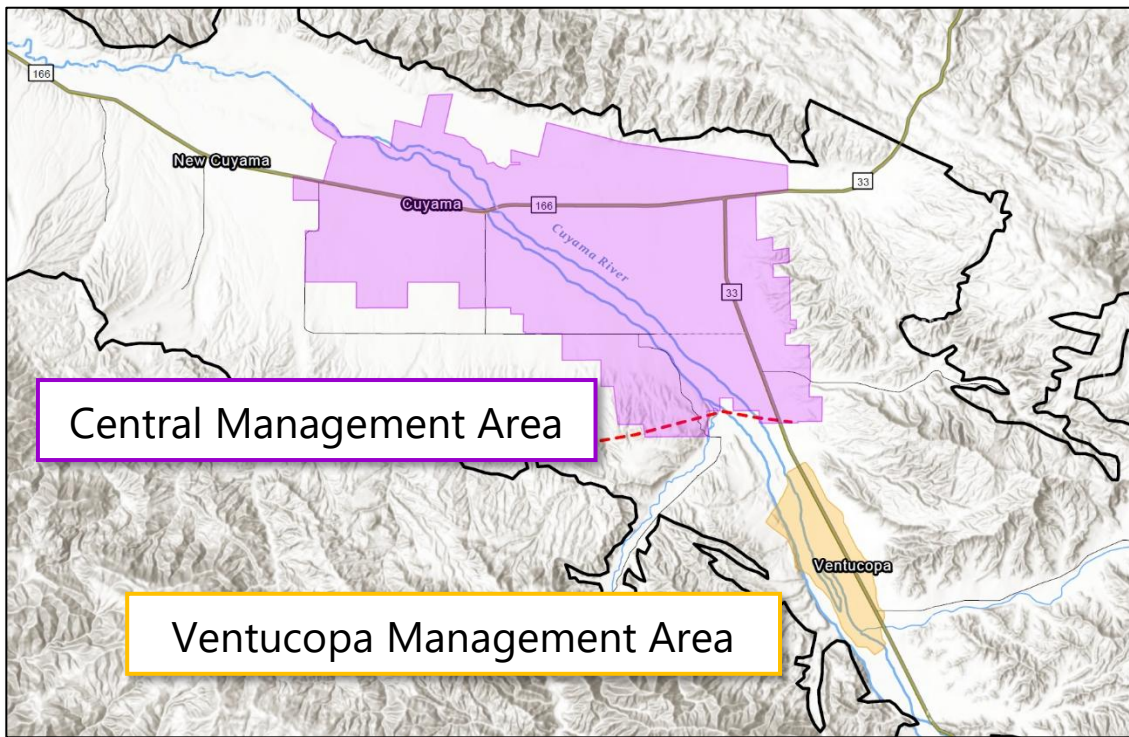 166
New Cuyama
Cuyama
166
33
Cuyama River
33
Central Management Area
Ventucopa
Ventucopa Management Area